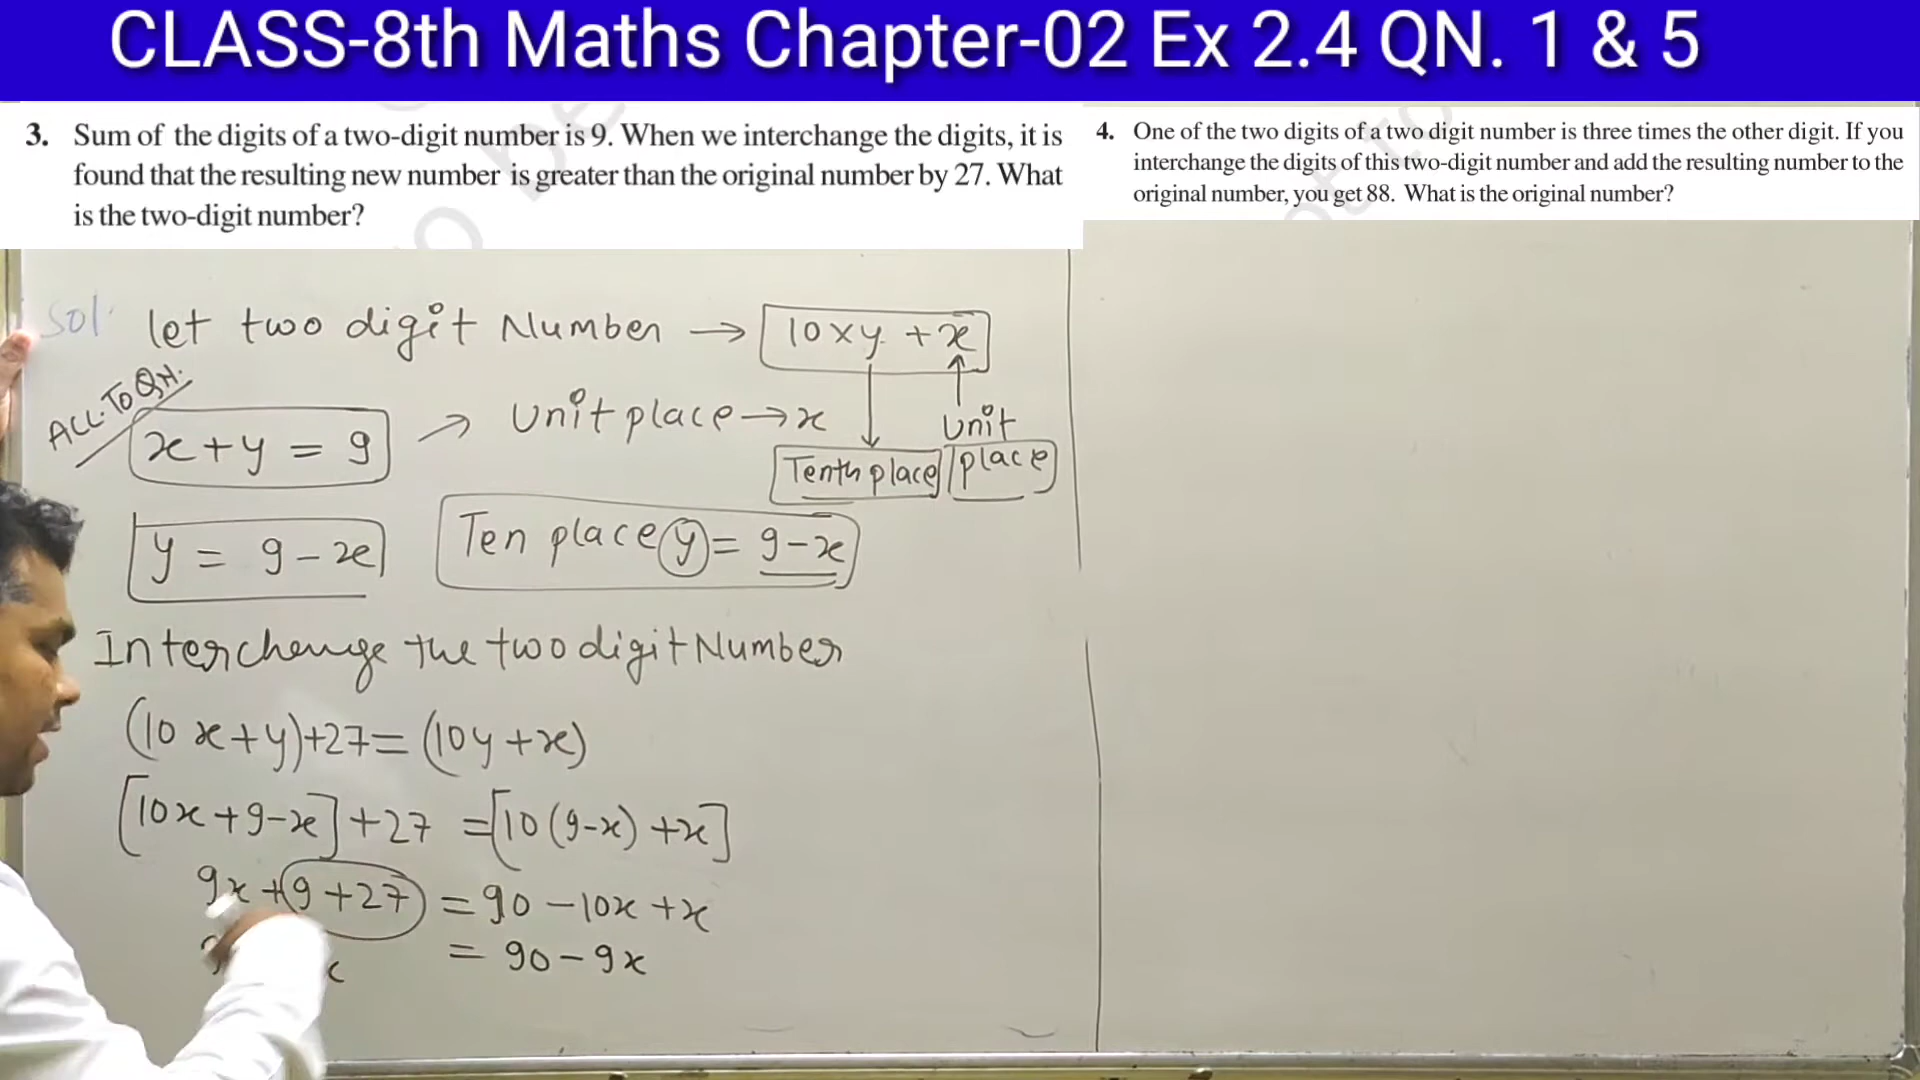 CLASS-8th Maths Chapter-02 Ex 2.4 QN. 1 & 5
3. Sum of the digits of a two-digit number is 9. When we interchange the digits, it is
found that the resulting new number is greater than the original number by 27. What
is the two-digit number?
4. One of the two digits of a two digit number is three times the other digit. If you
interchange the digits of this two-digit number and add the resulting number to the
original number, you get 88. What is the original number?
Sol. let two digit Number → 10xy + x
ALL.TO QN.
x+y = 9 → Unit place → x
Unit
place
Tenth place
y = 9-x
Ten place y = 9-x
Interchenge the two digit Number
(10x+y)+27 = (10y+x)
[10x+9-x]+27 = [10(9-x)+x]
9x+(9+27) = 90-10x+x
= 90-9x